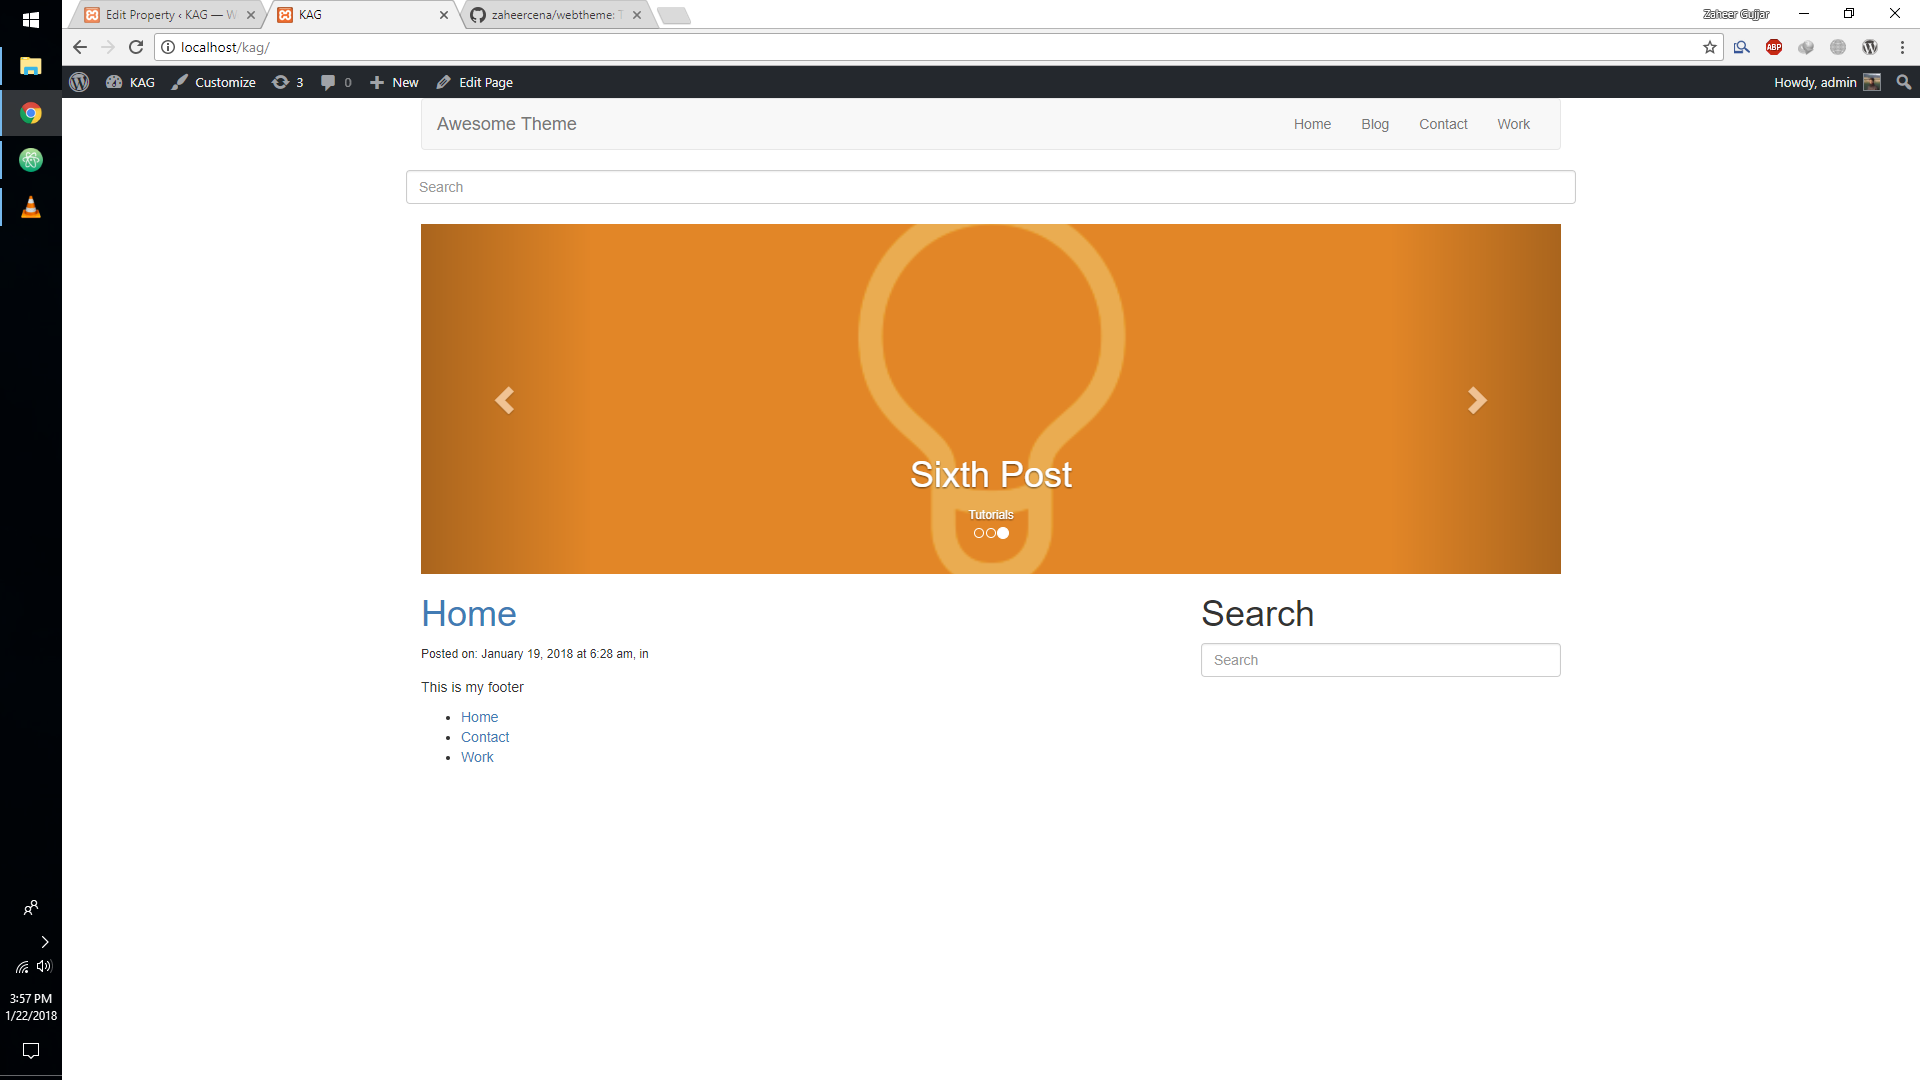 Edit Property ‹ KAG — W
KAG
zaheercena/webtheme: T
Zaheer Gujjar
localhost/kag/
ABP
KAG
Customize
3
0
New
Edit Page
Howdy, admin
Awesome Theme
Home
Blog
Contact
Work
Search
Sixth Post
Tutorials
Home
Posted on: January 19, 2018 at 6:28 am, in
This is my footer
Home
Contact
Work
Search
Search
3:57 PM
1/22/2018